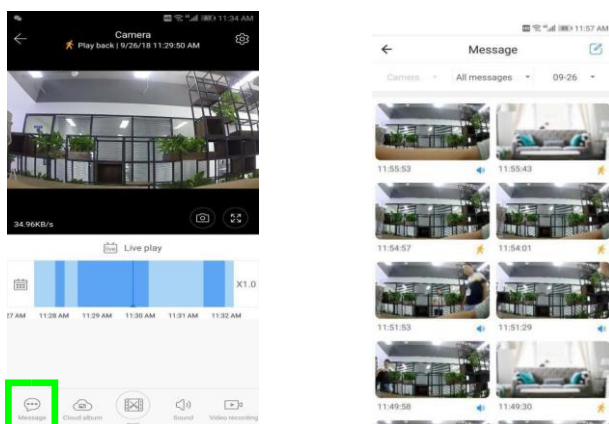 11:34 AM
Camera
Play back | 9/26/18 11:29:50 AM
34.96KB/s
Live play
X1.0
27 AM 11:28 AM 11:29 AM 11:30 AM 11:31 AM 11:32 AM
Message Cloud album Sound Video recording
11:57 AM
Message
Camera All messages 09-26
11:55:53 11:55:43
11:54:57 11:54:01
11:51:53 11:51:29
11:49:58 11:49:30